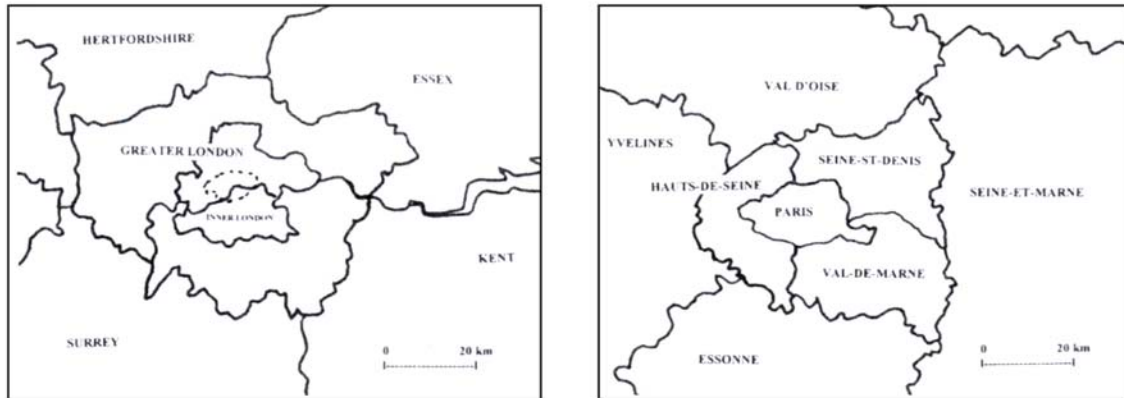 HERTFORDSHIRE
ESSEX
GREATER LONDON
INNER LONDON
KENT
SURREY
0 20 km
VAL D'OISE
YVELINES
SEINE-ST-DENIS
HAUTS-DE-SEINE
SEINE-ET-MARNE
PARIS
VAL-DE-MARNE
ESSONNE
0 20 km